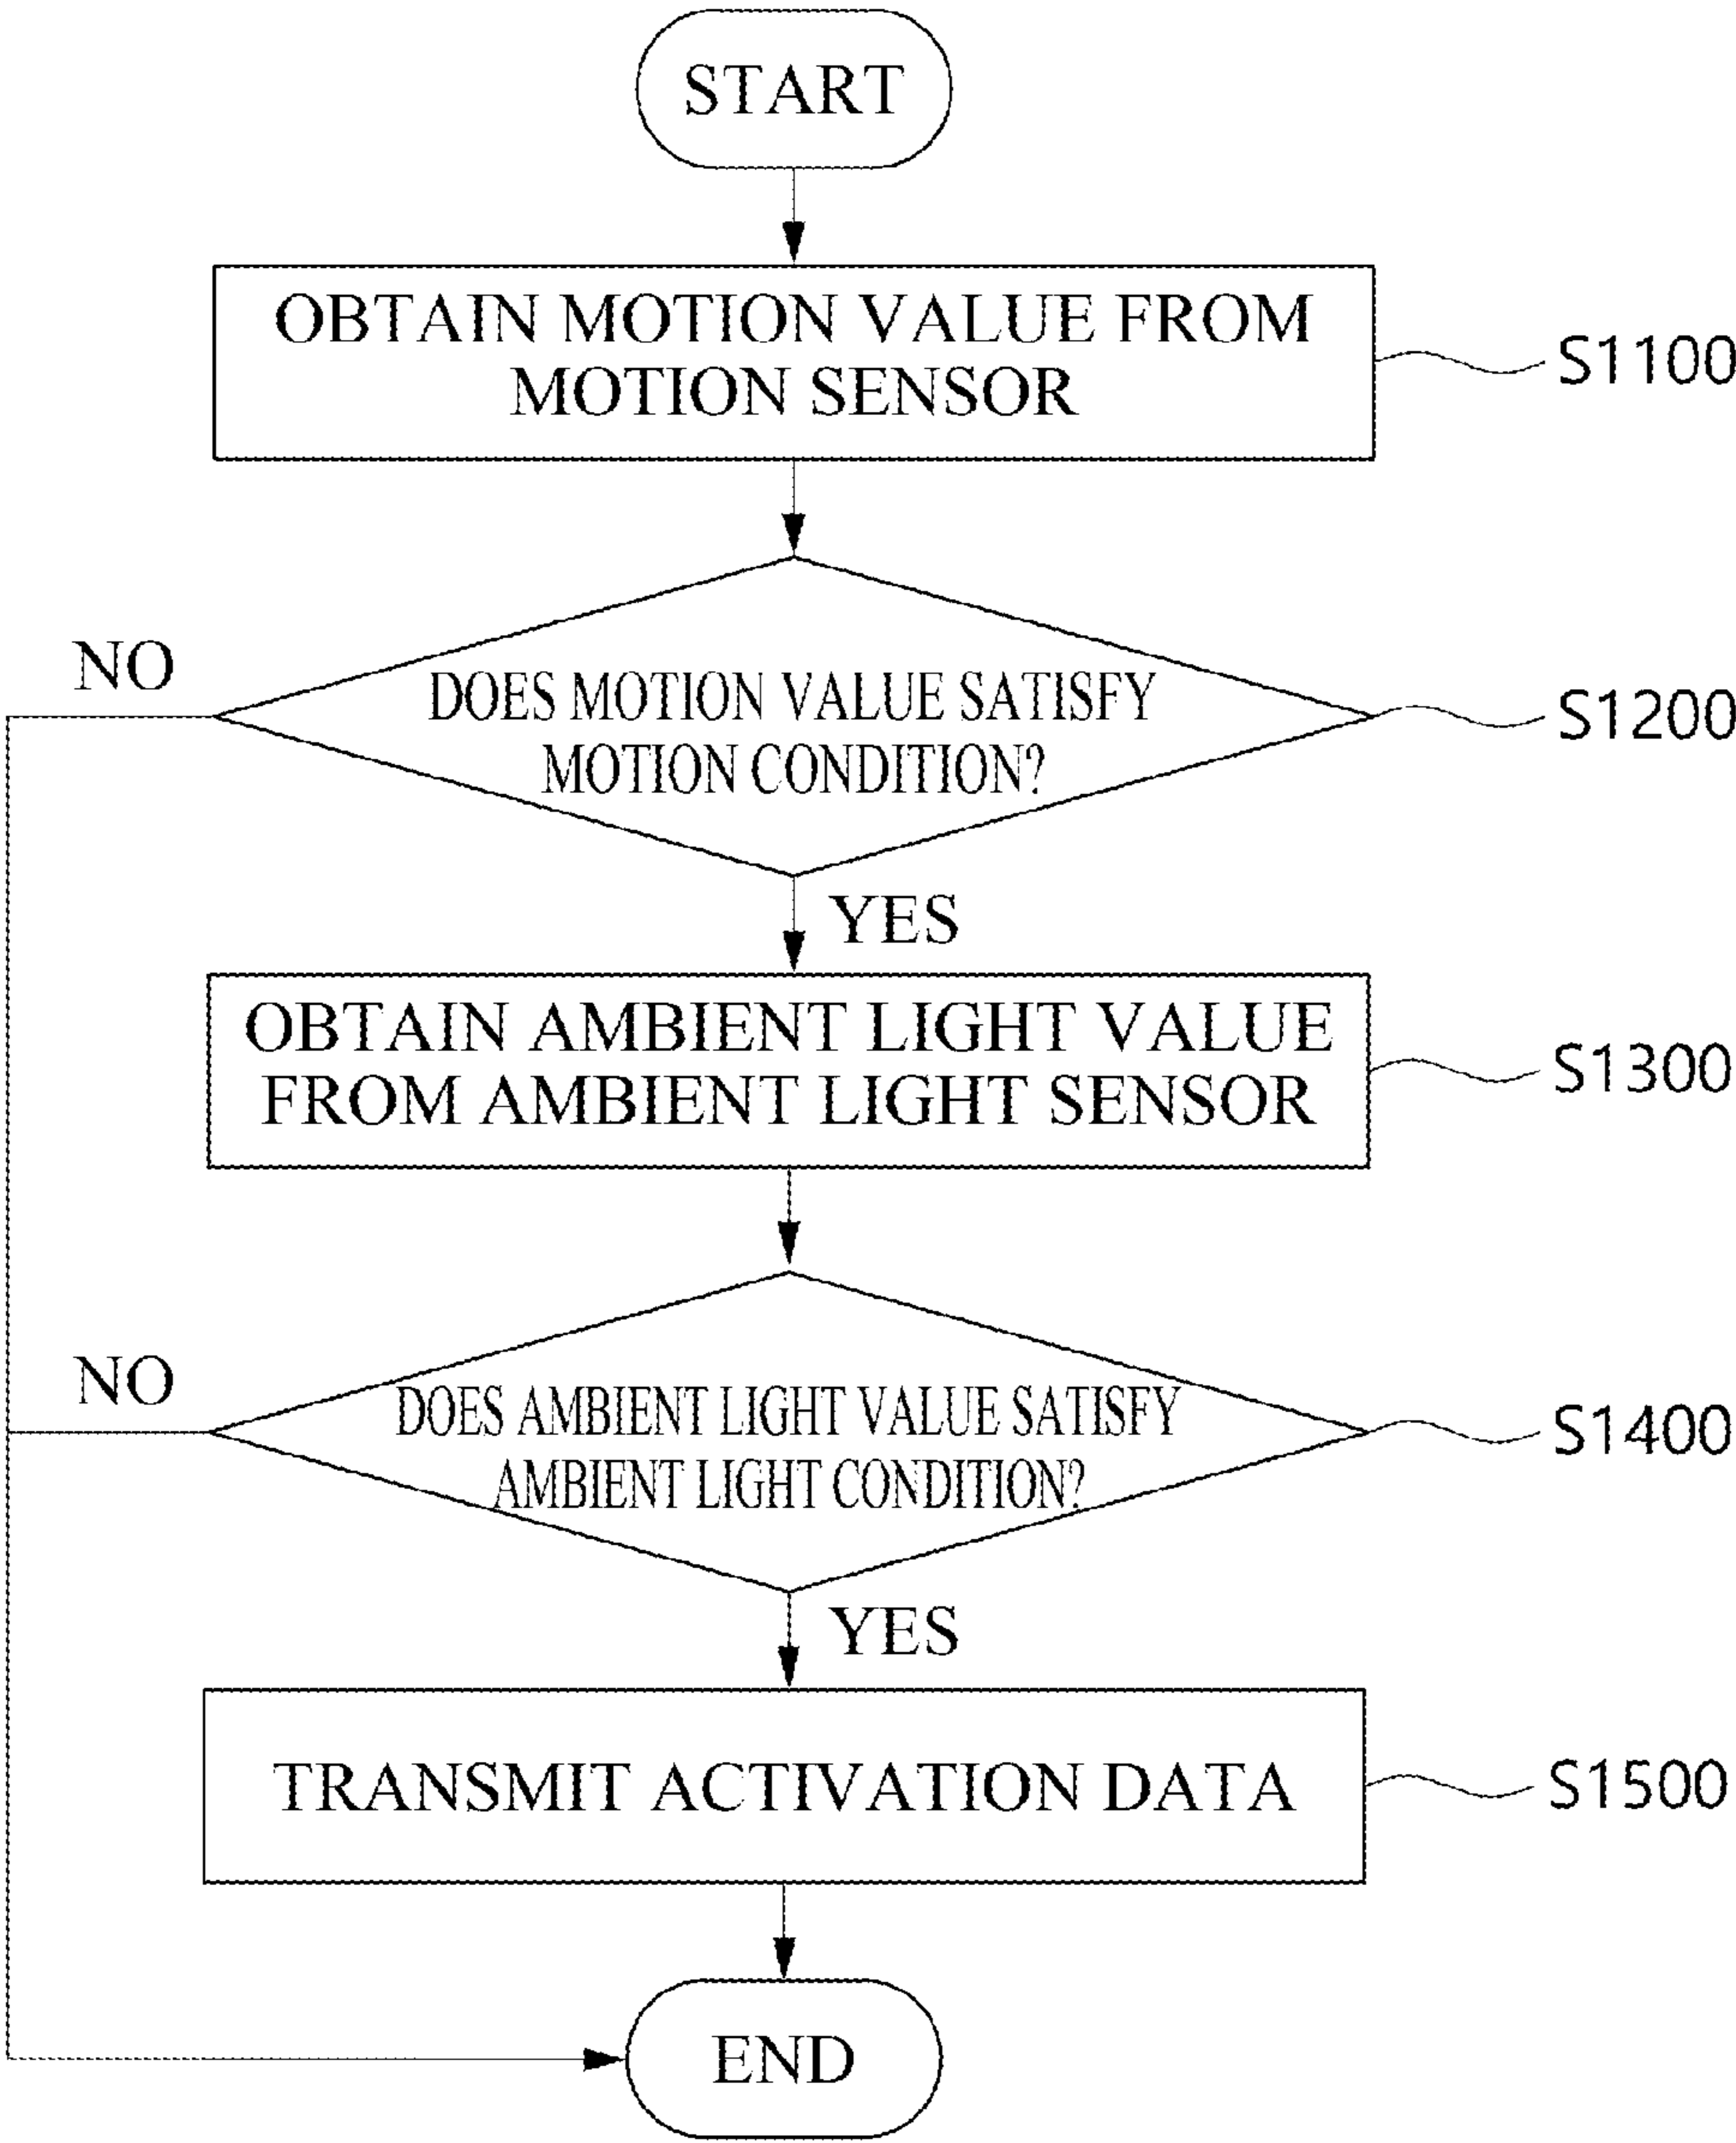 START
OBTAIN MOTION VALUE FROM
MOTION SENSOR
S1100
NO
DOES MOTION VALUE SATISFY
MOTION CONDITION?
S1200
YES
OBTAIN AMBIENT LIGHT VALUE
FROM AMBIENT LIGHT SENSOR
S1300
NO
DOES AMBIENT LIGHT VALUE SATISFY
AMBIENT LIGHT CONDITION?
S1400
YES
TRANSMIT ACTIVATION DATA
S1500
END